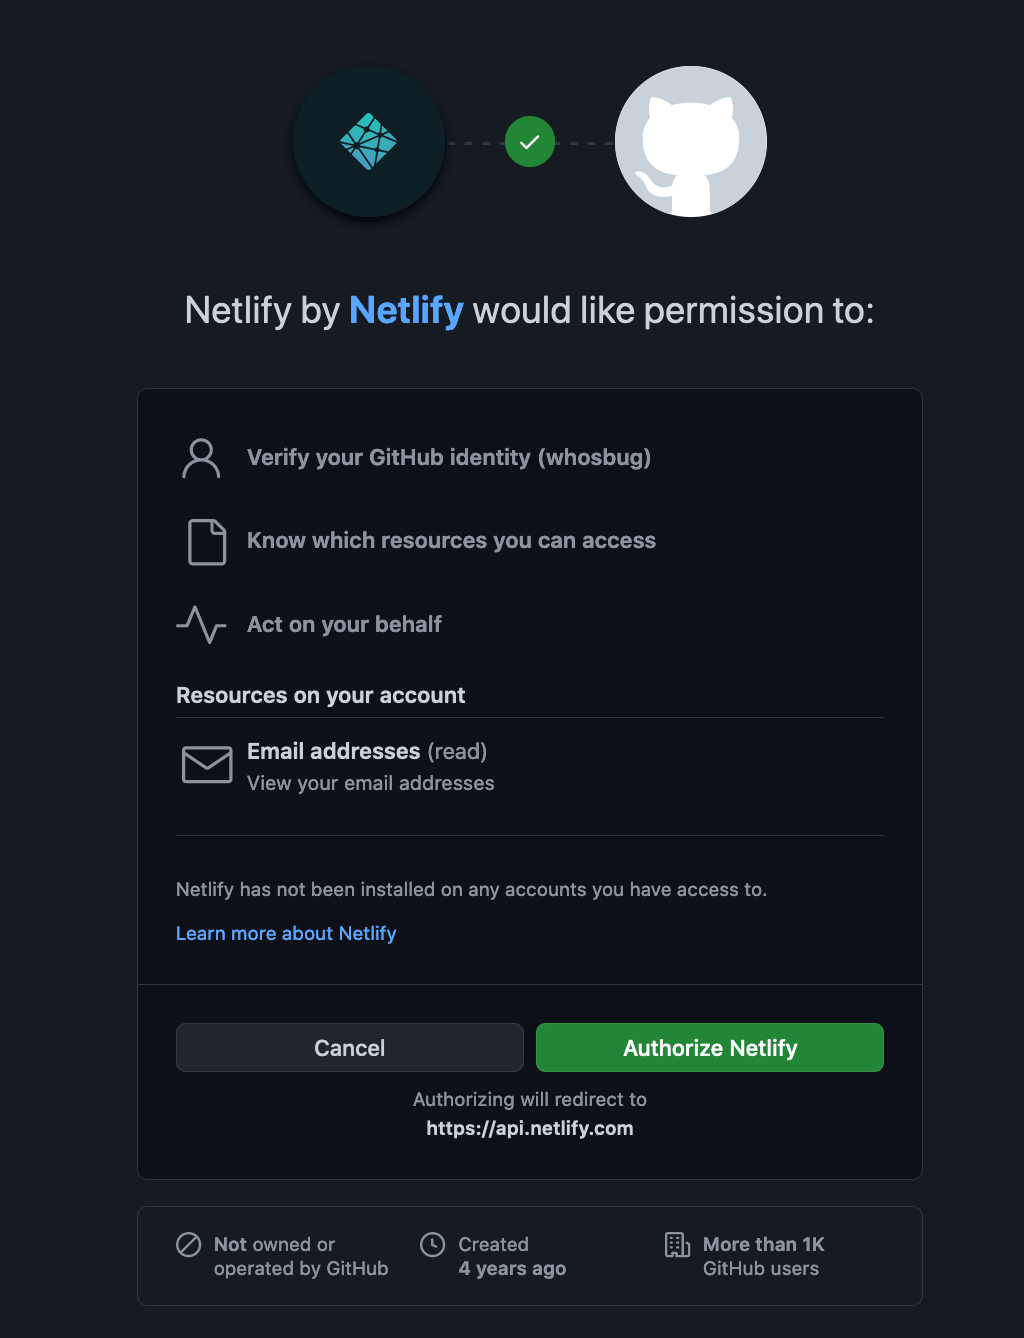 Netlify by Netlify would like permission to:
Verify your GitHub identity (whosbug)
Know which resources you can access
Act on your behalf
Resources on your account
Email addresses (read)
View your email addresses
Netlify has not been installed on any accounts you have access to.
Learn more about Netlify
Cancel
Authorize Netlify
Authorizing will redirect to
https://api.netlify.com
Not owned or
operated by GitHub
Created
4 years ago
More than 1K
GitHub users